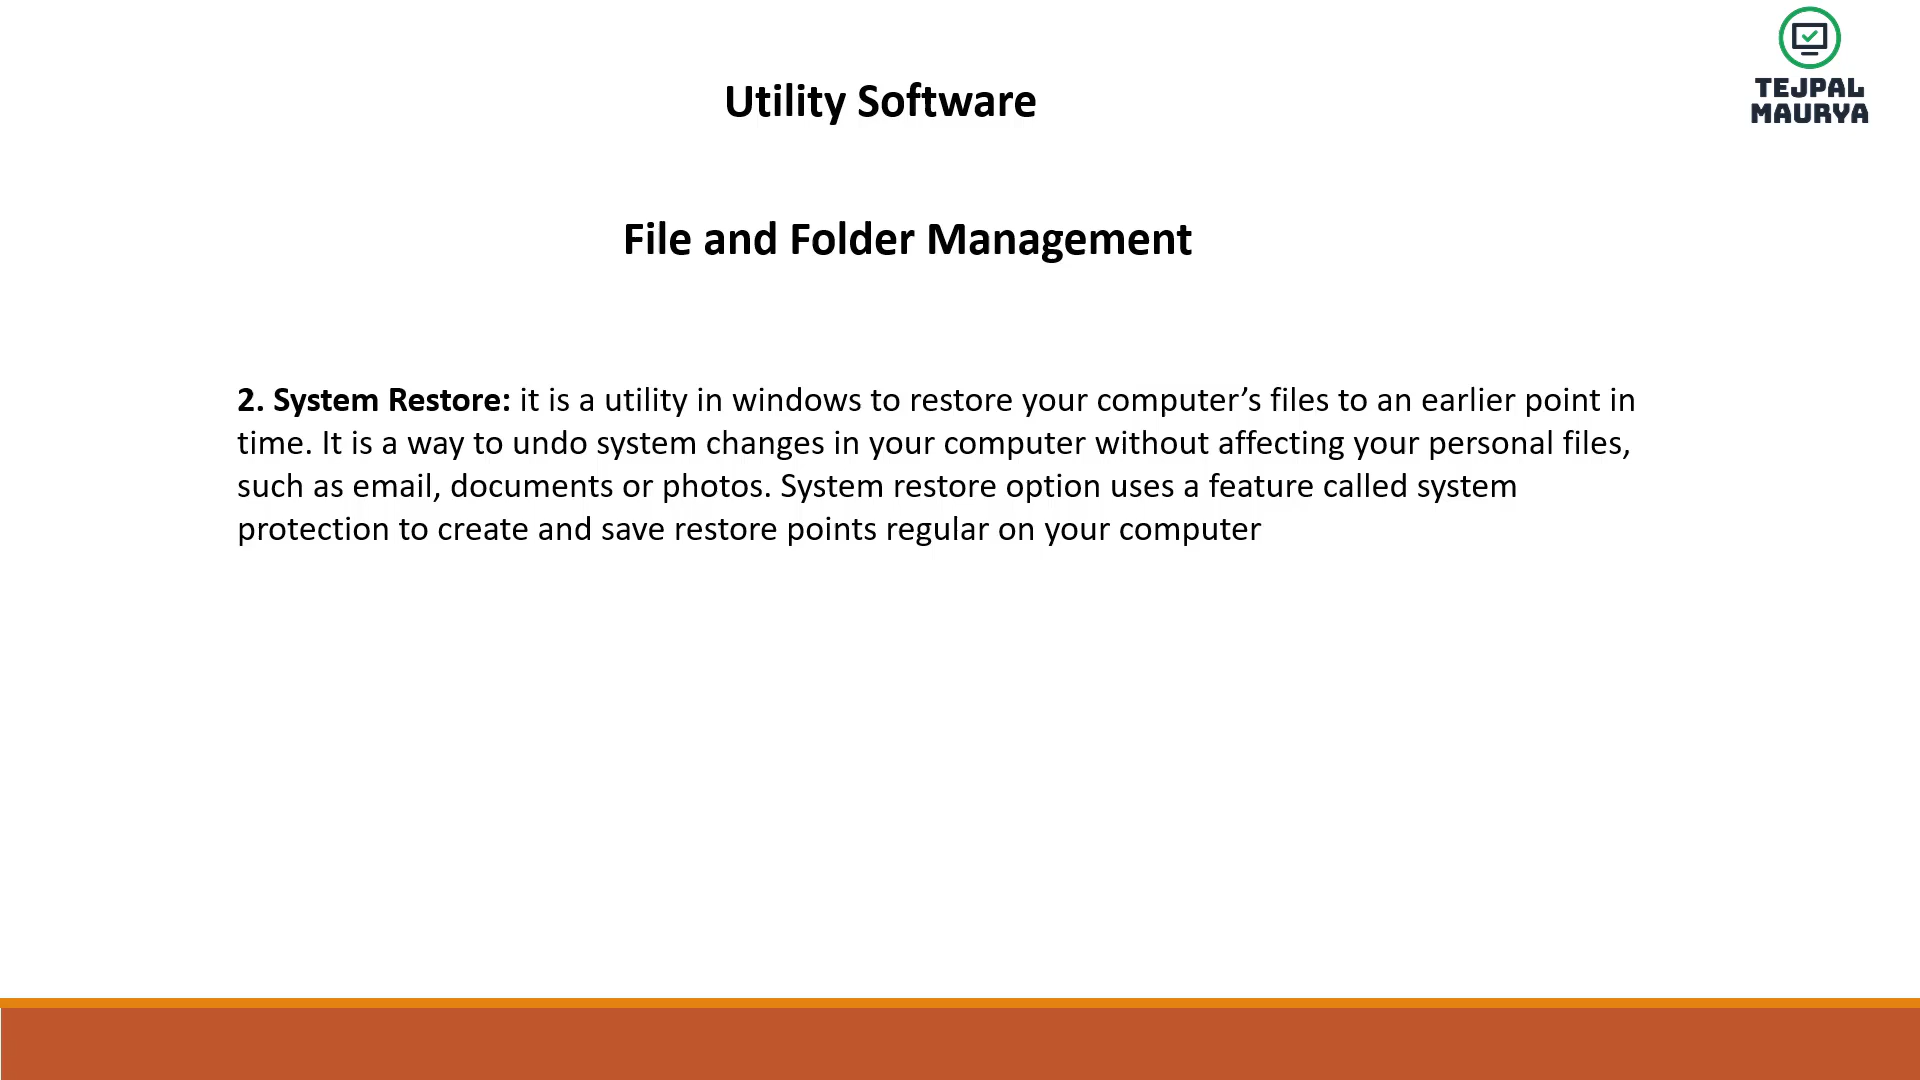 TEJPAL
MAURYA
Utility Software
File and Folder Management
2. System Restore: it is a utility in windows to restore your computer’s files to an earlier point in
time. It is a way to undo system changes in your computer without affecting your personal files,
such as email, documents or photos. System restore option uses a feature called system
protection to create and save restore points regular on your computer